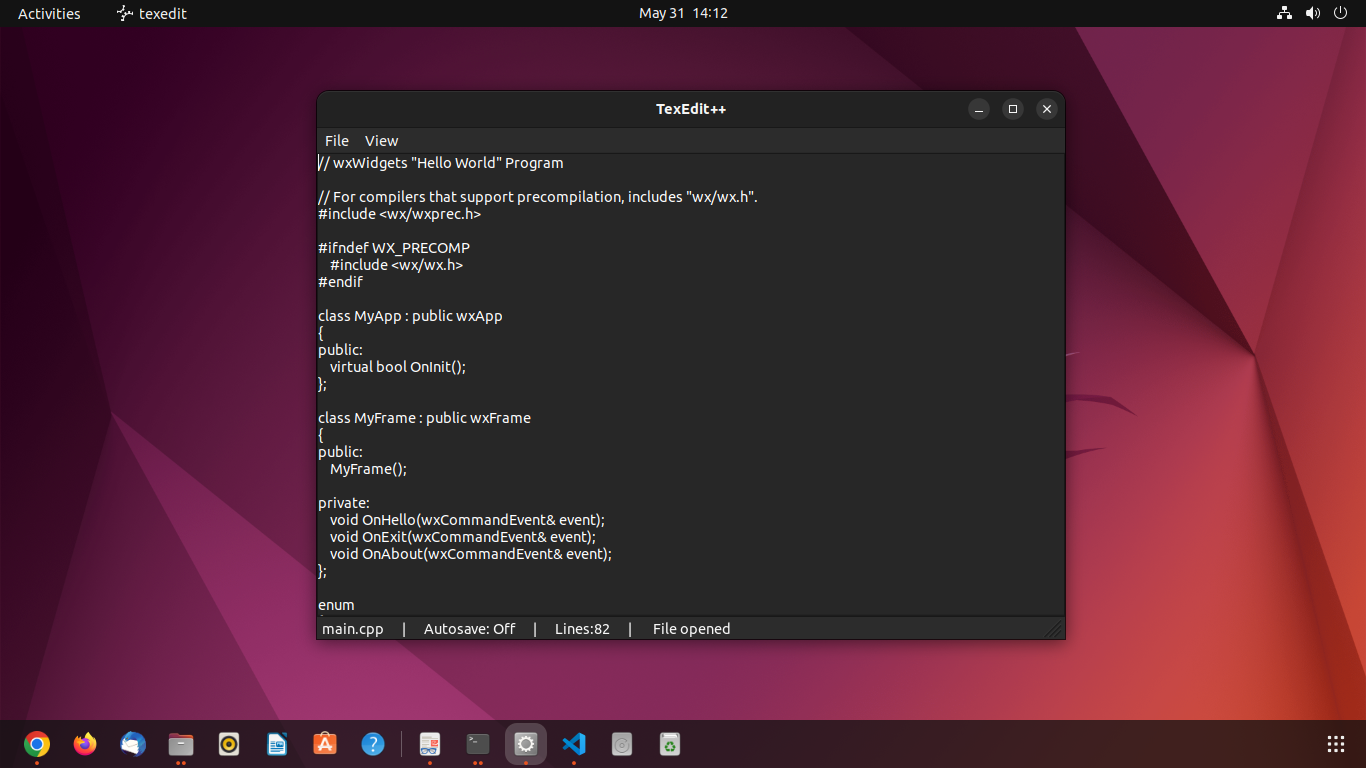 Activities texedit May 31 14:12
TexEdit++
File View
// wxWidgets "Hello World" Program
// For compilers that support precompilation, includes "wx/wx.h".
#include <wx/wxprec.h>
#ifndef WX_PRECOMP
#include <wx/wx.h>
#endif
class MyApp : public wxApp
{
public:
virtual bool OnInit();
};
class MyFrame : public wxFrame
{
public:
MyFrame();
private:
void OnHello(wxCommandEvent& event);
void OnExit(wxCommandEvent& event);
void OnAbout(wxCommandEvent& event);
};
enum
main.cpp | Autosave: Off | Lines:82 | File opened